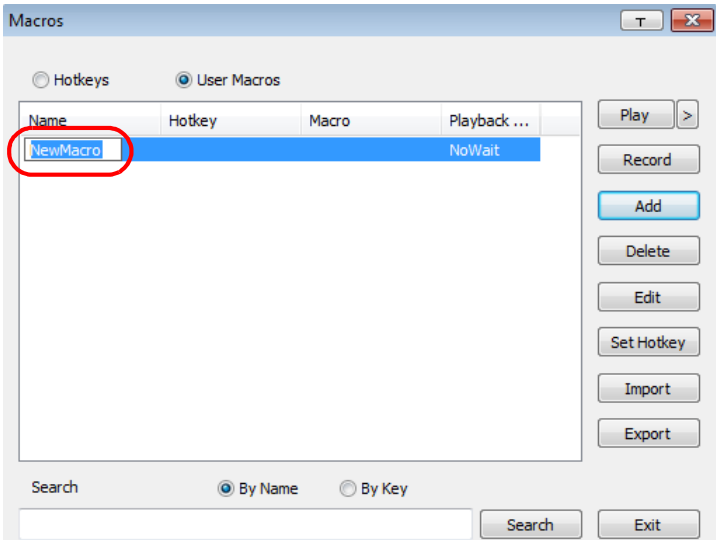 Macros
Hotkeys User Macros
Name Hotkey Macro Playback ...
NewMacro NoWait
Play >
Record
Add
Delete
Edit
Set Hotkey
Import
Export
Search By Name By Key
Search Exit